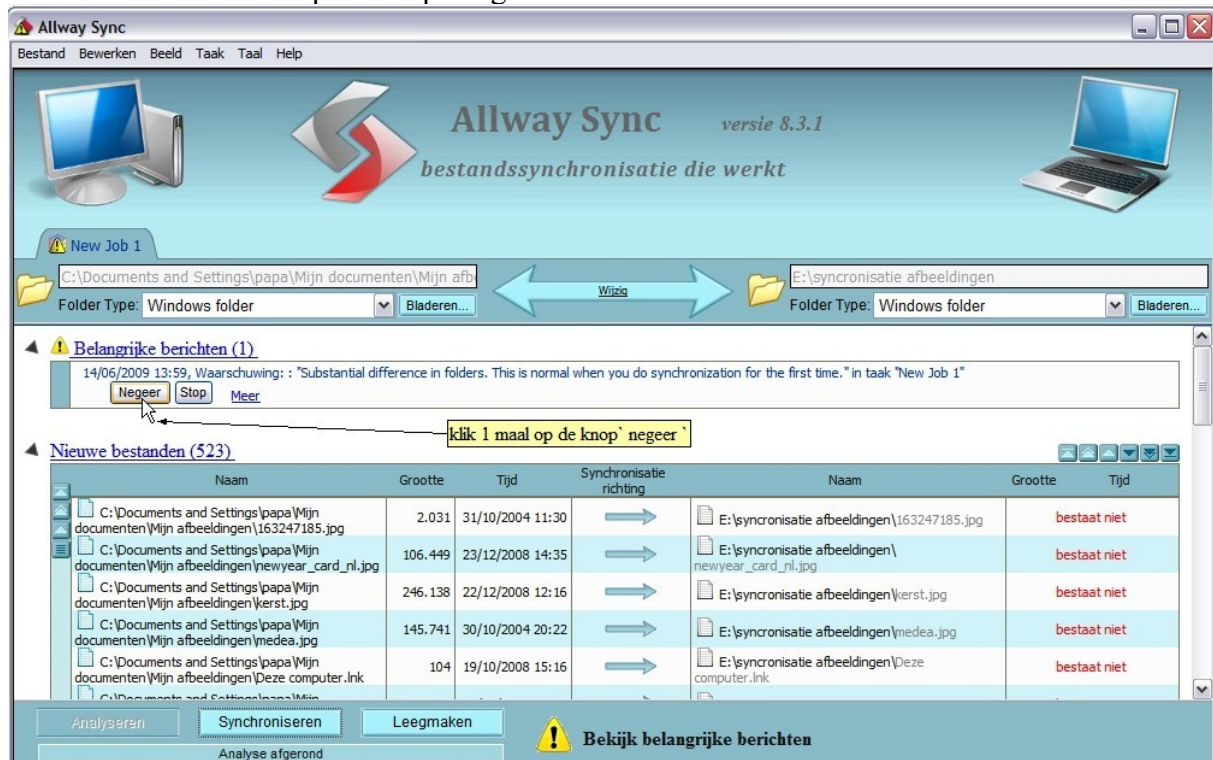 Allway Sync
Bestand Bewerken Beeld Taak Taal Help
Allway Sync versie 8.3.1
bestandssynchronisatie die werkt
New Job 1
C:\Documents and Settings\papa\Mijn documenten\Mijn afb
Wijzig
E:\syncronisatie afbeeldingen
Folder Type: Windows folder Bladeren...
Folder Type: Windows folder Bladeren...
Belangrijke berichten (1)
14/06/2009 13:59, Waarschuwing: : "Substantial difference in folders. This is normal when you do synchronization for the first time." in taak "New Job 1"
Negeer Stop Meer
klik 1 maal op de knop` negeer `
Nieuwe bestanden (523)
Naam Grootte Tijd Synchronisatie richting Naam Grootte Tijd
C:\Documents and Settings\papa\Mijn
documenten\Mijn afbeeldingen\163247185.jpg
2.031 31/10/2004 11:30
E:\syncronisatie afbeeldingen\163247185.jpg
bestaat niet
C:\Documents and Settings\papa\Mijn
documenten\Mijn afbeeldingen\newyear_card_nl.jpg
106.449 23/12/2008 14:35
E:\syncronisatie afbeeldingen\
newyear_card_nl.jpg
bestaat niet
C:\Documents and Settings\papa\Mijn
documenten\Mijn afbeeldingen\kerst.jpg
246.138 22/12/2008 12:16
E:\syncronisatie afbeeldingen\kerst.jpg
bestaat niet
C:\Documents and Settings\papa\Mijn
documenten\Mijn afbeeldingen\medea.jpg
145.741 30/10/2004 20:22
E:\syncronisatie afbeeldingen\medea.jpg
bestaat niet
C:\Documents and Settings\papa\Mijn
documenten\Mijn afbeeldingen\Deze computer.lnk
104 19/10/2008 15:16
E:\syncronisatie afbeeldingen\Deze
computer.lnk
bestaat niet
C:\Documents and Settings\papa\Mijn
Analyseren Synchroniseren Leegmaken
Analyse afgerond
Bekijk belangrijke berichten